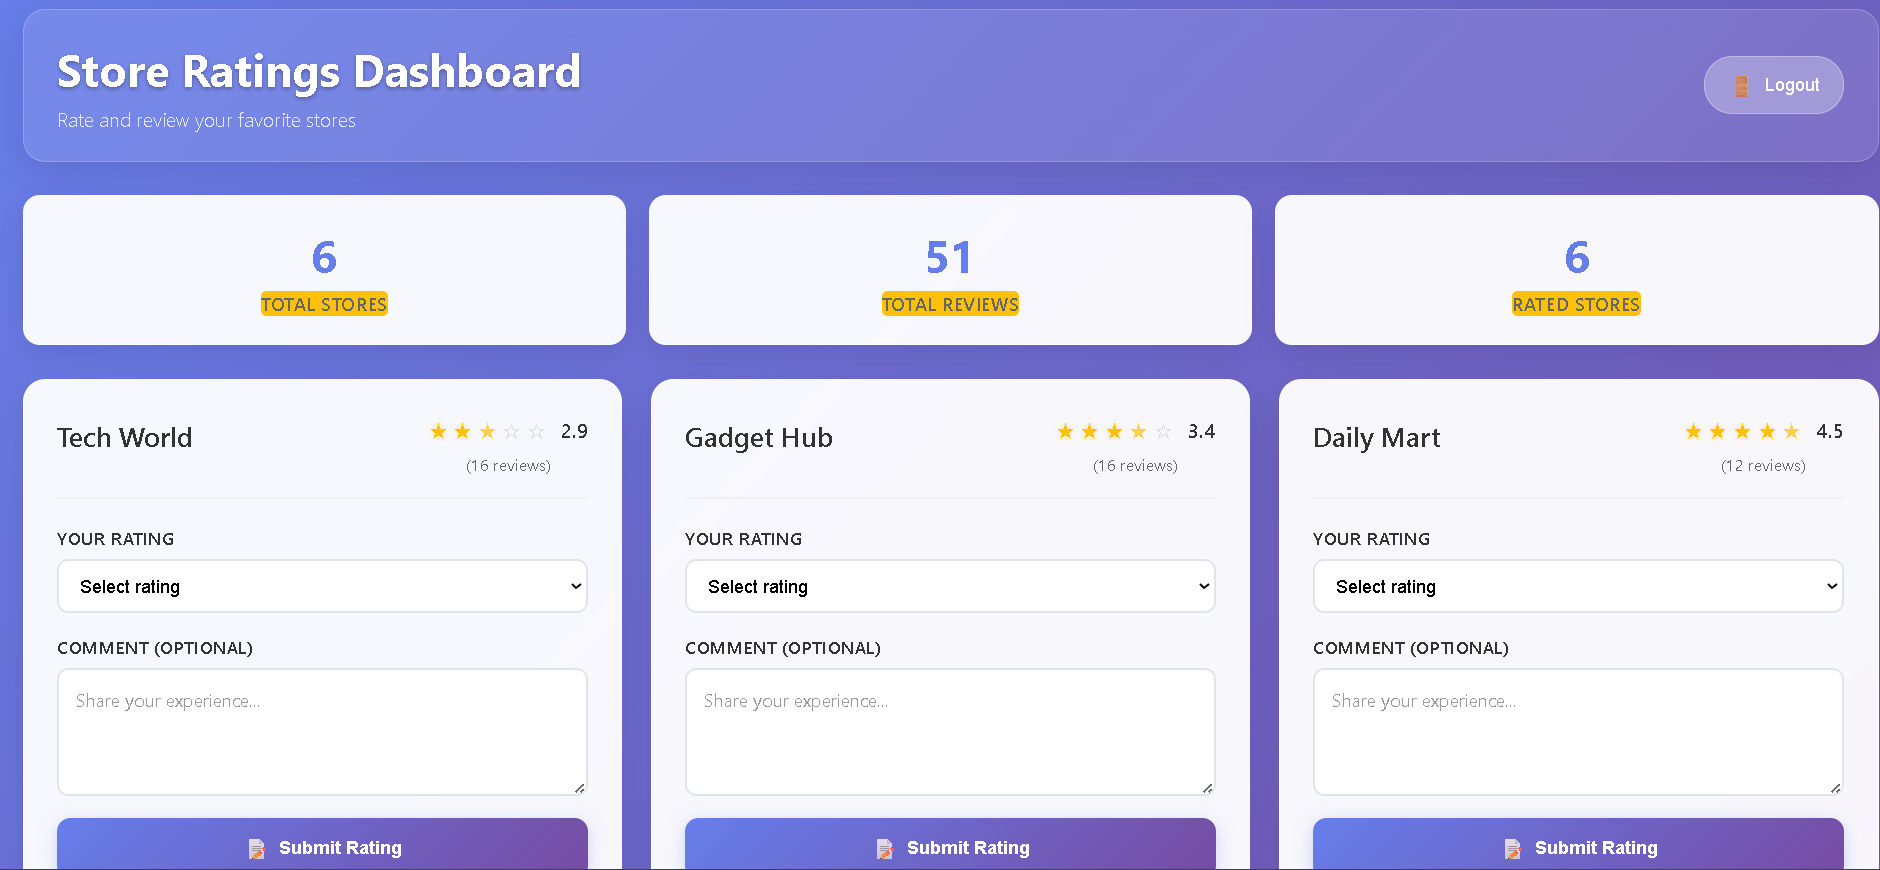 Store Ratings Dashboard
Rate and review your favorite stores
Logout
6
TOTAL STORES
51
TOTAL REVIEWS
6
RATED STORES
Tech World
2.9
(16 reviews)
YOUR RATING
Select rating
COMMENT (OPTIONAL)
Share your experience...
Submit Rating
Gadget Hub
3.4
(16 reviews)
YOUR RATING
Select rating
COMMENT (OPTIONAL)
Share your experience...
Submit Rating
Daily Mart
4.5
(12 reviews)
YOUR RATING
Select rating
COMMENT (OPTIONAL)
Share your experience...
Submit Rating